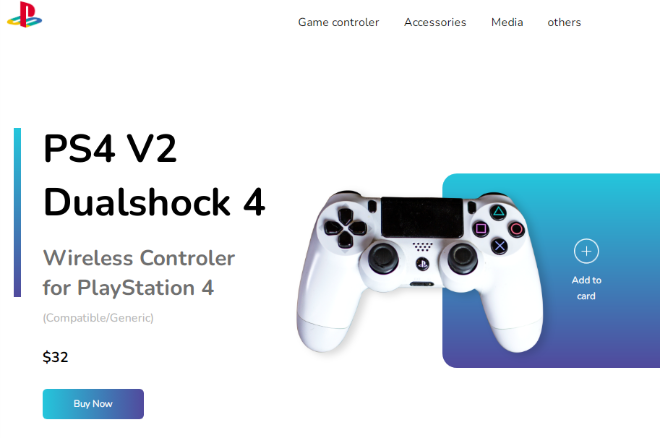 Game controler Accessories Media others
PS4 V2
Dualshock 4
Wireless Controler
for PlayStation 4
(Compatible/Generic)
$32
Buy Now
Add to
card